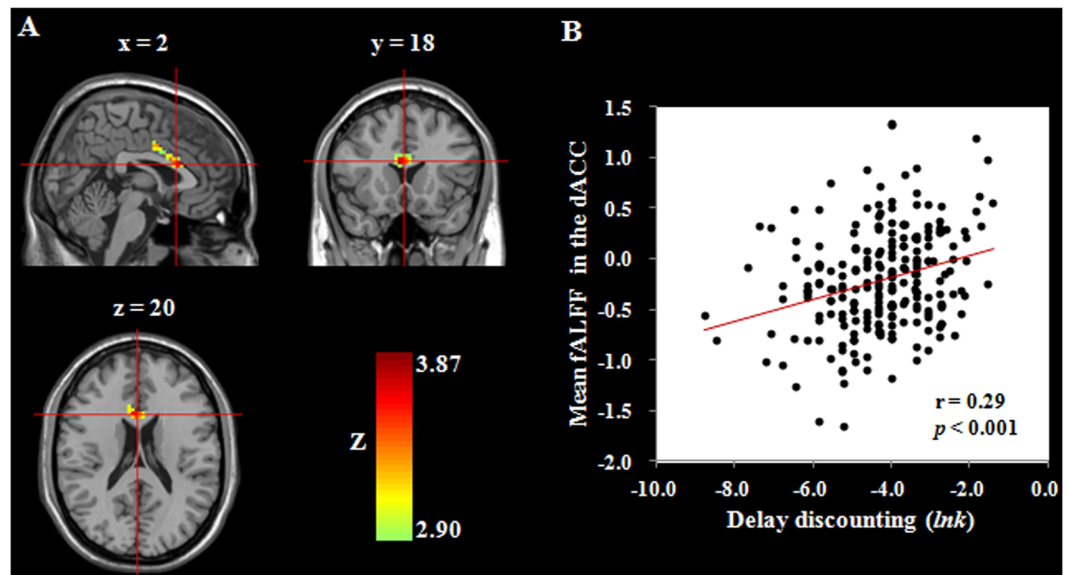 A
x = 2
y = 18
z = 20
3.87
Z
2.90
B
Mean fALFF in the dACC
1.5
1.0
0.5
0.0
-0.5
-1.0
-1.5
-2.0
r = 0.29
p < 0.001
-10.0 -8.0 -6.0 -4.0 -2.0 0.0
Delay discounting (lnk)